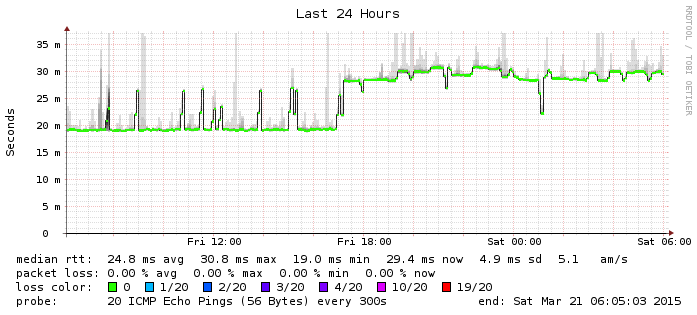 Last 24 Hours
RRDTOOL / TOBI OETIKER
Seconds
35 m
30 m
25 m
20 m
15 m
10 m
5 m
0
Fri 12:00 Fri 18:00 Sat 00:00 Sat 06:00
median rtt: 24.8 ms avg 30.8 ms max 19.0 ms min 29.4 ms now 4.9 ms sd 5.1 am/s
packet loss: 0.00 % avg 0.00 % max 0.00 % min 0.00 % now
loss color: 0 1/20 2/20 3/20 4/20 10/20 19/20
probe: 20 ICMP Echo Pings (56 Bytes) every 300s end: Sat Mar 21 06:05:03 2015